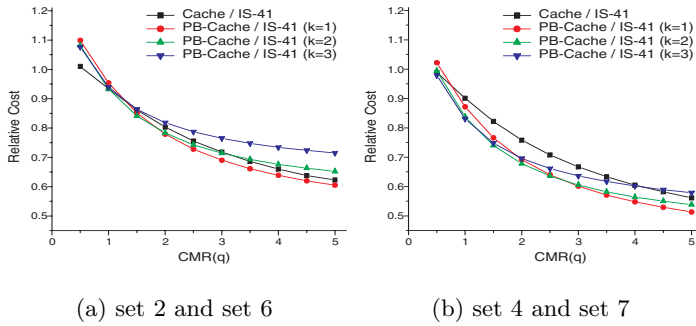 1.2
1.1
1.0
0.9
0.8
0.7
0.6
0.5
Relative Cost
Cache / IS-41
PB-Cache / IS-41 (k=1)
PB-Cache / IS-41 (k=2)
PB-Cache / IS-41 (k=3)
0 1 2 3 4 5
CMR(q)
(a) set 2 and set 6
1.2
1.1
1.0
0.9
0.8
0.7
0.6
0.5
Relative Cost
Cache / IS-41
PB-Cache / IS-41 (k=1)
PB-Cache / IS-41 (k=2)
PB-Cache / IS-41 (k=3)
0 1 2 3 4 5
CMR(q)
(b) set 4 and set 7